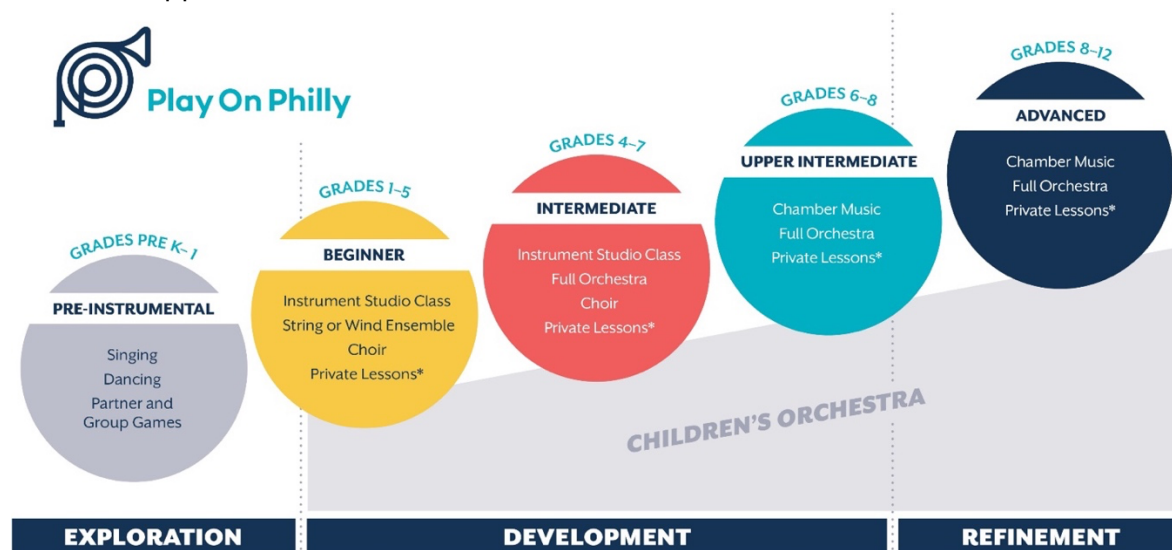 Play On Philly
GRADES PRE K–1
PRE-INSTRUMENTAL
Singing
Dancing
Partner and
Group Games
GRADES 1–5
BEGINNER
Instrument Studio Class
String or Wind Ensemble
Choir
Private Lessons*
GRADES 4–7
INTERMEDIATE
Instrument Studio Class
Full Orchestra
Choir
Private Lessons*
GRADES 6–8
UPPER INTERMEDIATE
Chamber Music
Full Orchestra
Private Lessons*
GRADES 8–12
ADVANCED
Chamber Music
Full Orchestra
Private Lessons*
CHILDREN'S ORCHESTRA
EXPLORATION
DEVELOPMENT
REFINEMENT